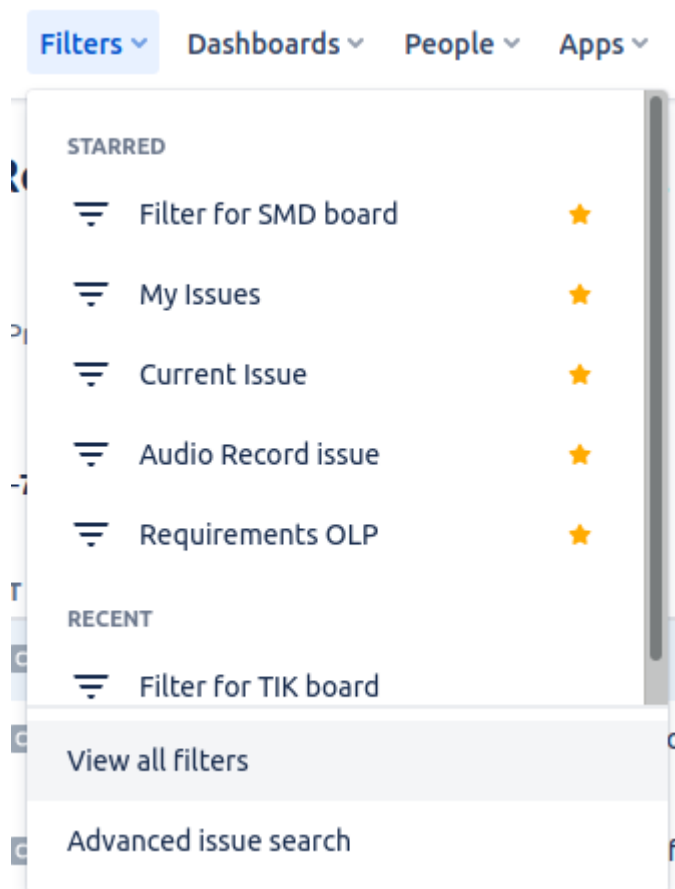 Filters Dashboards People Apps
STARRED
Filter for SMD board
My Issues
Current Issue
Audio Record issue
Requirements OLP
RECENT
Filter for TIK board
View all filters
Advanced issue search